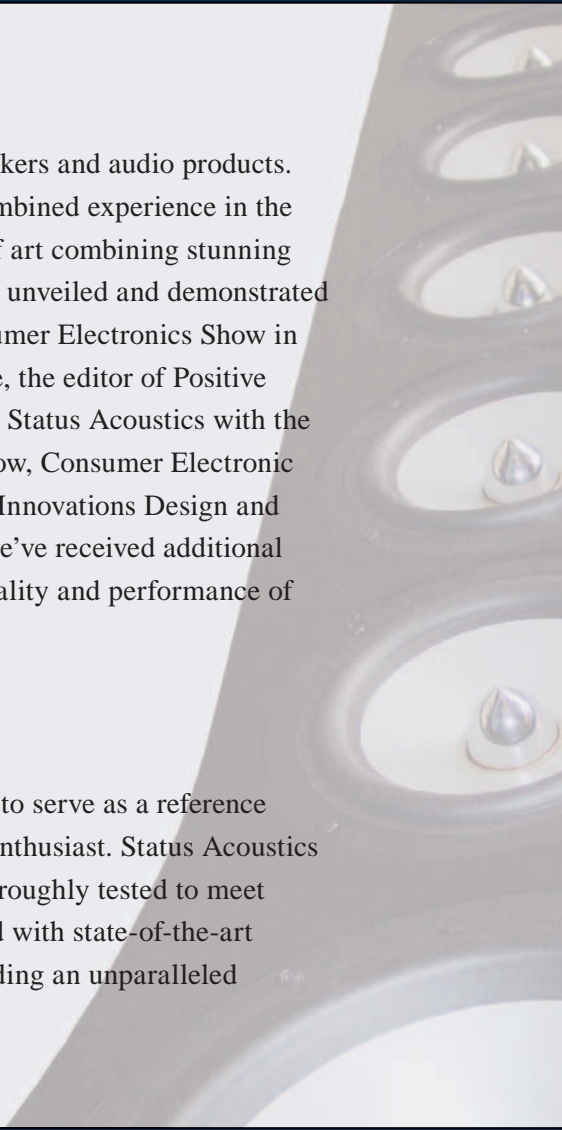 kers and audio products.
mbined experience in the
f art combining stunning
unveiled and demonstrated
umer Electronics Show in
e, the editor of Positive
Status Acoustics with the
ow, Consumer Electronic
Innovations Design and
e've received additional
ality and performance of
to serve as a reference
nthusiast. Status Acoustics
roughly tested to meet
d with state-of-the-art
ding an unparalleled